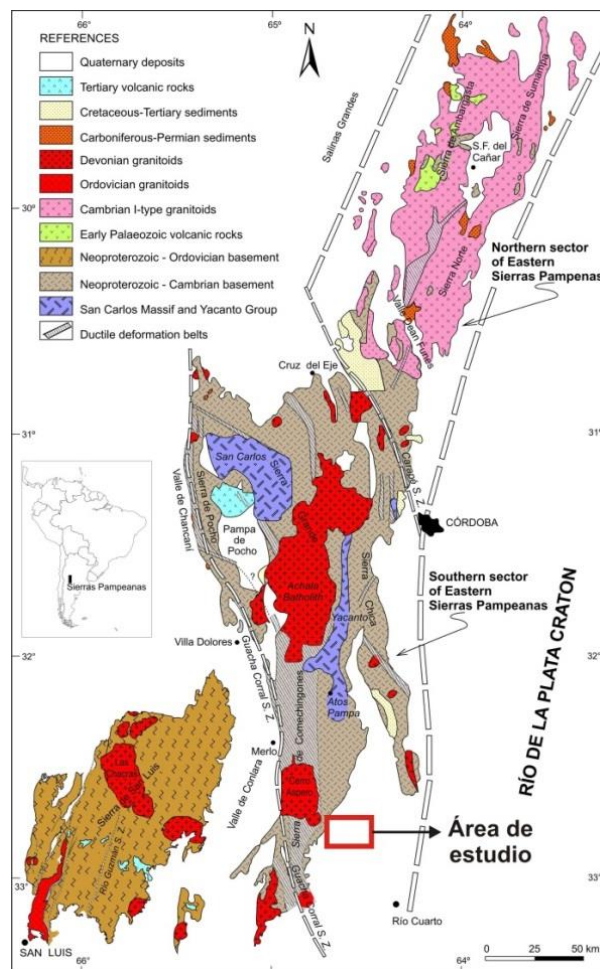 REFERENCES
Quaternary deposits
Tertiary volcanic rocks
Cretaceous-Tertiary sediments
Carboniferous-Permian sediments
Devonian granitoids
Ordovician granitoids
Cambrian I-type granitoids
Early Palaeozoic volcanic rocks
Neoproterozoic - Ordovician basement
Neoproterozoic - Cambrian basement
San Carlos Massif and Yacanto Group
Ductile deformation belts
66°
65°
64°
N
Salinas Grandes
Sierra de Ambargasta
Sierra de Sumampa
S.F. del
Cañar
30°
30°
Sierra Norte
Northern sector
of Eastern
Sierras Pampenas
Valle Dean Funes
Cruz del Eje
31°
31°
San Carlos
Sierra
Grande
Valle de Chancaní
Sierra de Pocho
Pampa
de Pocho
Carapé S. Z.
CÓRDOBA
Sierras Pampeanas
?
Achala
Batholith
Yacanto
Sierra
Chica
Southern sector
of Eastern
Sierras Pampeanas
Villa Dolores
Guacha Corral S. Z.
32°
32°
Atos
Pampa
RÍO DE LA PLATA CRATON
Sierra de Comechingones
Merlo
Valle de Conlara
Cerro
Aspero
Las
Chacras
Sierra de San Luis
Río Guzmán S. Z.
Área de
estudio
33°
33°
Guacha Corral S. Z.
Río Cuarto
SAN LUIS
66°
64°
0 25 50 km